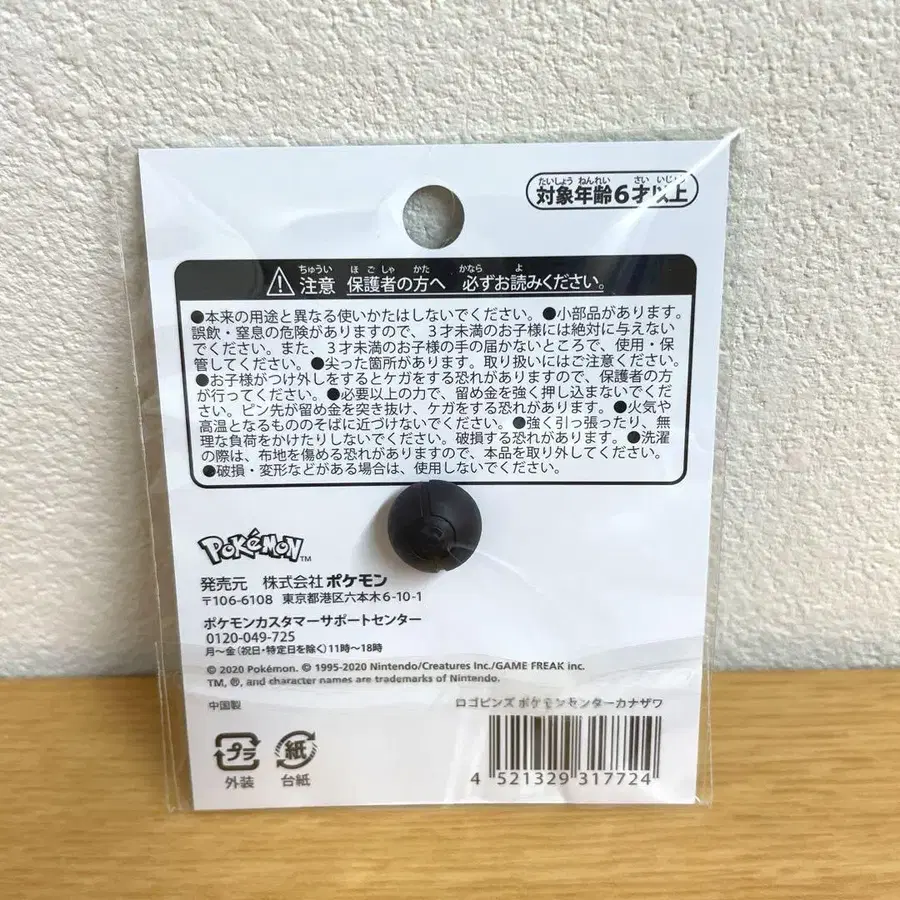 たいしょう ねんれい さい いじょう
対象年齢6才以上
ちゅうい ほごしゃ かた かなら よ
注意 保護者の方へ 必ずお読みください。
●本来の用途と異なる使いかたはしないでください。●小部品があります。
誤飲・窒息の危険がありますので、3才未満のお子様には絶対に与えない
でください。また、3才未満のお子様の手の届かないところで、使用・保
管してください。●尖った箇所があります。取り扱いにはご注意ください。
●お子様がつけ外しをするとケガをする恐れがありますので、保護者の方
が行ってください。●必要以上の力で、留め金を強く押し込まないでくだ
さい。ピン先が留め金を突き抜け、ケガをする恐れがあります。●火気や
高温となるもののそばに近づけないでください。●強く引っ張ったり、無
理な負荷をかけたりしないでください。破損する恐れがあります。●洗濯
の際は、布地を傷める恐れがありますので、本品を取り外してください。
●破損・変形などがある場合は、使用しないでください。
POKéMON™
発売元 株式会社 ポケモン
〒106-6108 東京都港区六本木6-10-1
ポケモンカスタマーサポートセンター
0120-049-725
月～金（祝日・特定日を除く）11時～18時
© 2020 Pokémon. © 1995-2020 Nintendo/Creatures Inc./GAME FREAK inc.
TM, ®, and character names are trademarks of Nintendo.
中国製
ロゴピンズ ポケモンセンターカナザワ
プラ
外装
紙
台紙
4 521329 317724